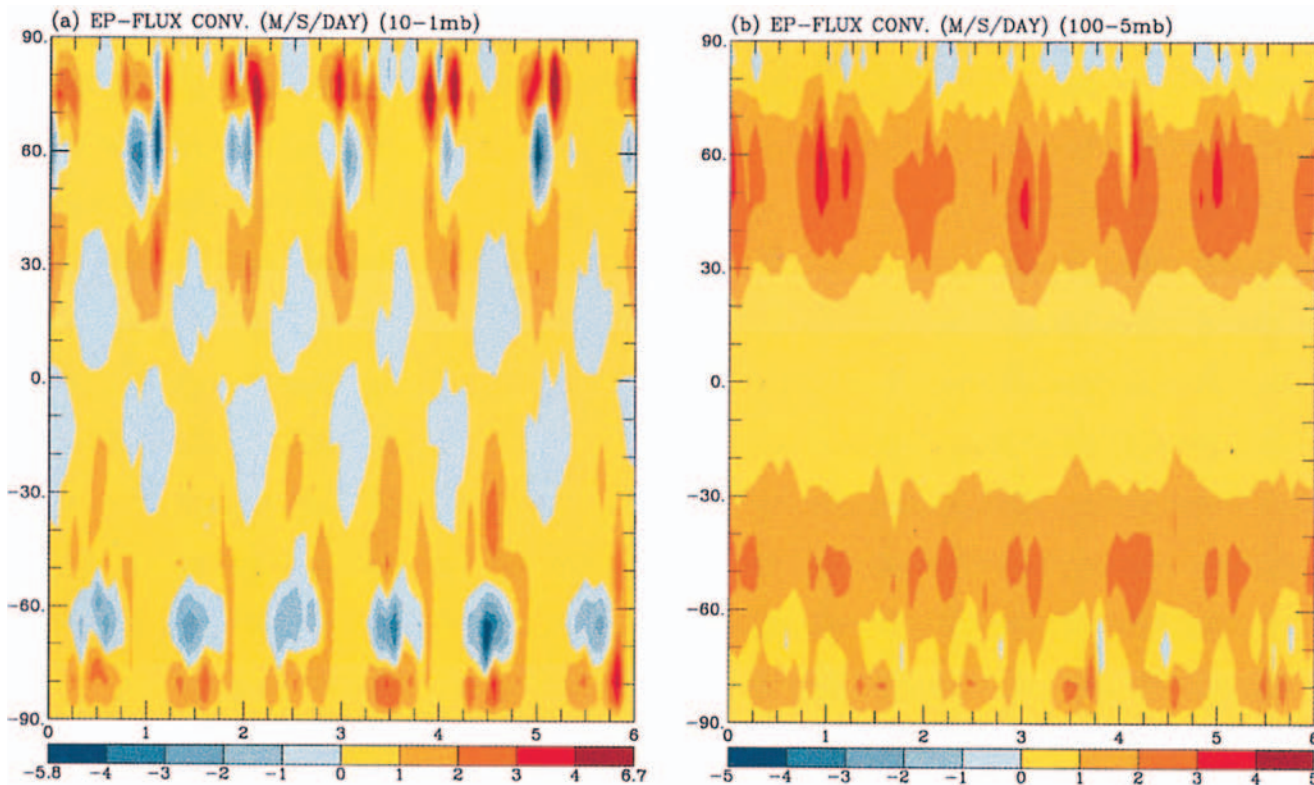 (a) EP-FLUX CONV. (M/S/DAY) (10-1mb)
90.
60.
30.
0.
-30.
-60.
-90.
0 1 2 3 4 5 6
-5.8 -4 -3 -2 -1 0 1 2 3 4 6.7
(b) EP-FLUX CONV. (M/S/DAY) (100-5mb)
90.
60.
30.
0.
-30.
-60.
-90.
0 1 2 3 4 5 6
-5 -4 -3 -2 -1 0 1 2 3 4 5